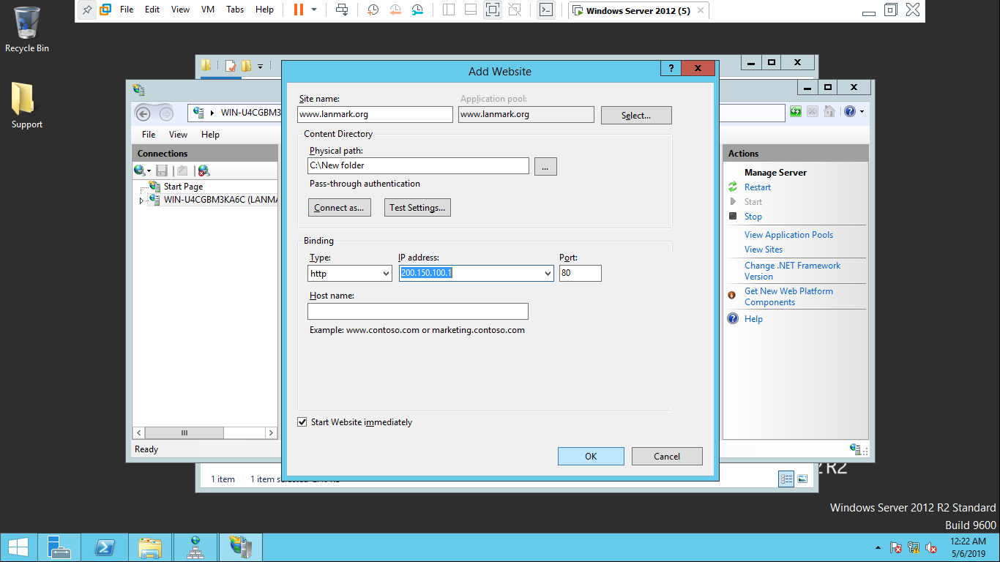 File Edit View VM Tabs Help
Windows Server 2012 (5)
Recycle Bin
Support
Add Website
?
Site name:
Application pool:
www.lanmark.org
www.lanmark.org
Select...
Content Directory
Physical path:
C:\New folder
...
Pass-through authentication
Connect as...
Test Settings...
Binding
Type:
IP address:
Port:
http
200.150.100.1
80
Host name:
Example: www.contoso.com or marketing.contoso.com
Start Website immediately
OK
Cancel
WIN-U4CGBM3
File View Help
Connections
Start Page
WIN-U4CGBM3KA6C (LANMA
Ready
Actions
Manage Server
Restart
Start
Stop
View Application Pools
View Sites
Change .NET Framework
Version
Get New Web Platform
Components
Help
1 item
1 item selected
R2
Windows Server 2012 R2 Standard
Build 9600
12:22 AM
5/6/2019